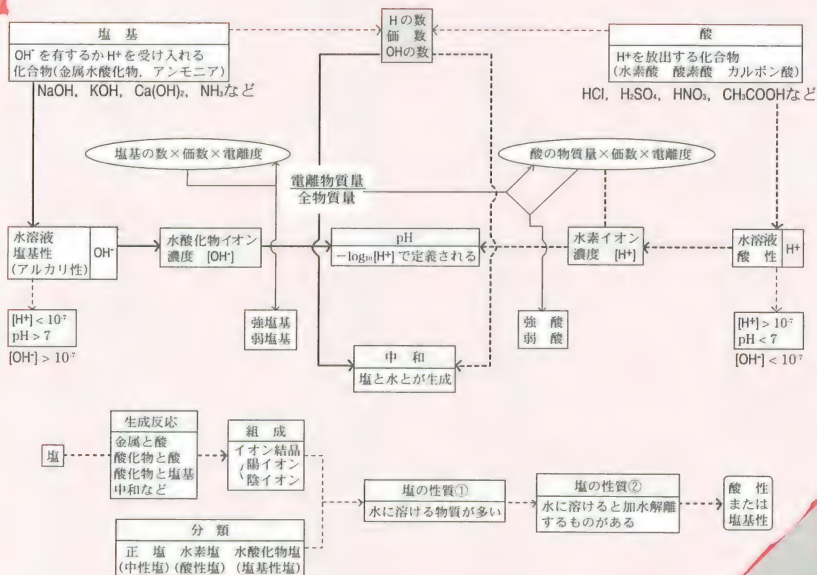 Hの数
価 数
OHの数
塩 基
OH⁻を有するかH⁺を受け入れる
化合物(金属水酸化物, アンモニア)
NaOH, KOH, Ca(OH)₂, NH₃など
酸
H⁺を放出する化合物
(水素酸 酸素酸 カルボン酸)
HCl, H₂SO₄, HNO₃, CH₃COOHなど
塩基の数×価数×電離度
電離物質量
全物質量
酸の物質量×価数×電離度
水溶液
塩基性
(アルカリ性)
OH⁻
水酸化物イオン
濃度 [OH⁻]
pH
−log₁₀[H⁺]で定義される
水素イオン
濃度 [H⁺]
水溶液
酸 性
H⁺
[H⁺]<10⁻⁷
pH>7
[OH⁻]>10⁻⁷
強塩基
弱塩基
強 酸
弱 酸
[H⁺]>10⁻⁷
pH<7
[OH⁻]<10⁻⁷
中 和
塩と水とが生成
塩
生成反応
金属と酸
酸化物と酸
酸化物と塩基
中和など
組 成
イオン結晶
陽イオン
陰イオン
分 類
正 塩 水素塩 水酸化物塩
(中性塩) (酸性塩) (塩基性塩)
塩の性質①
水に溶ける物質が多い
塩の性質②
水に溶けると加水解離
するものがある
酸 性
または
塩基性